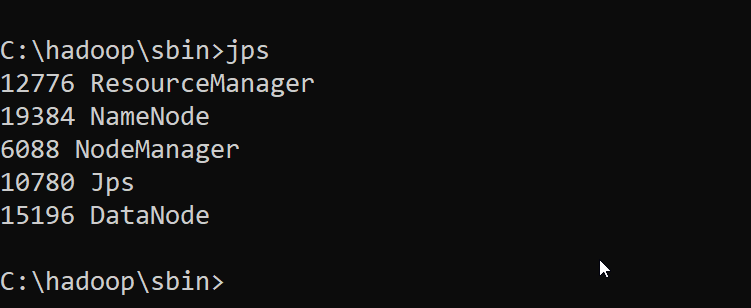 C:\hadoop\sbin>jps
12776 ResourceManager
19384 NameNode
6088 NodeManager
10780 Jps
15196 DataNode
C:\hadoop\sbin>